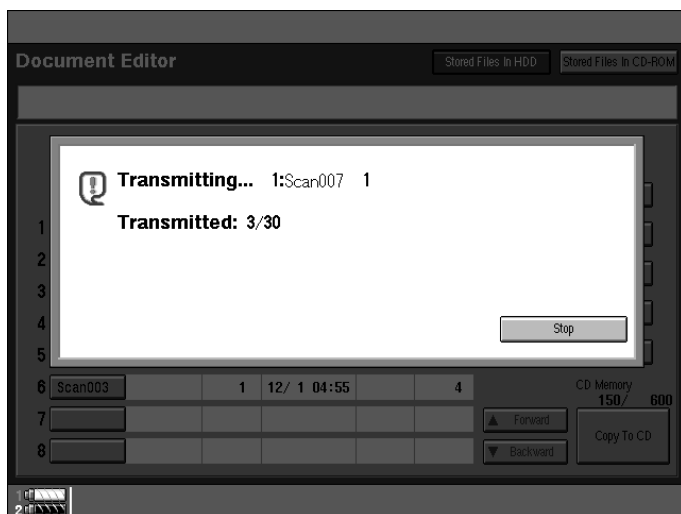 Document Editor
Stored Files In HDD
Stored Files In CD-ROM
Transmitting... 1:Scan007 1
Transmitted: 3/30
Stop
1
2
3
4
5
6 Scan003 1 12/ 1 04:55 4
CD Memory
150/ 600
7
▲ Forward
Copy To CD
8
▼ Backward
1
2